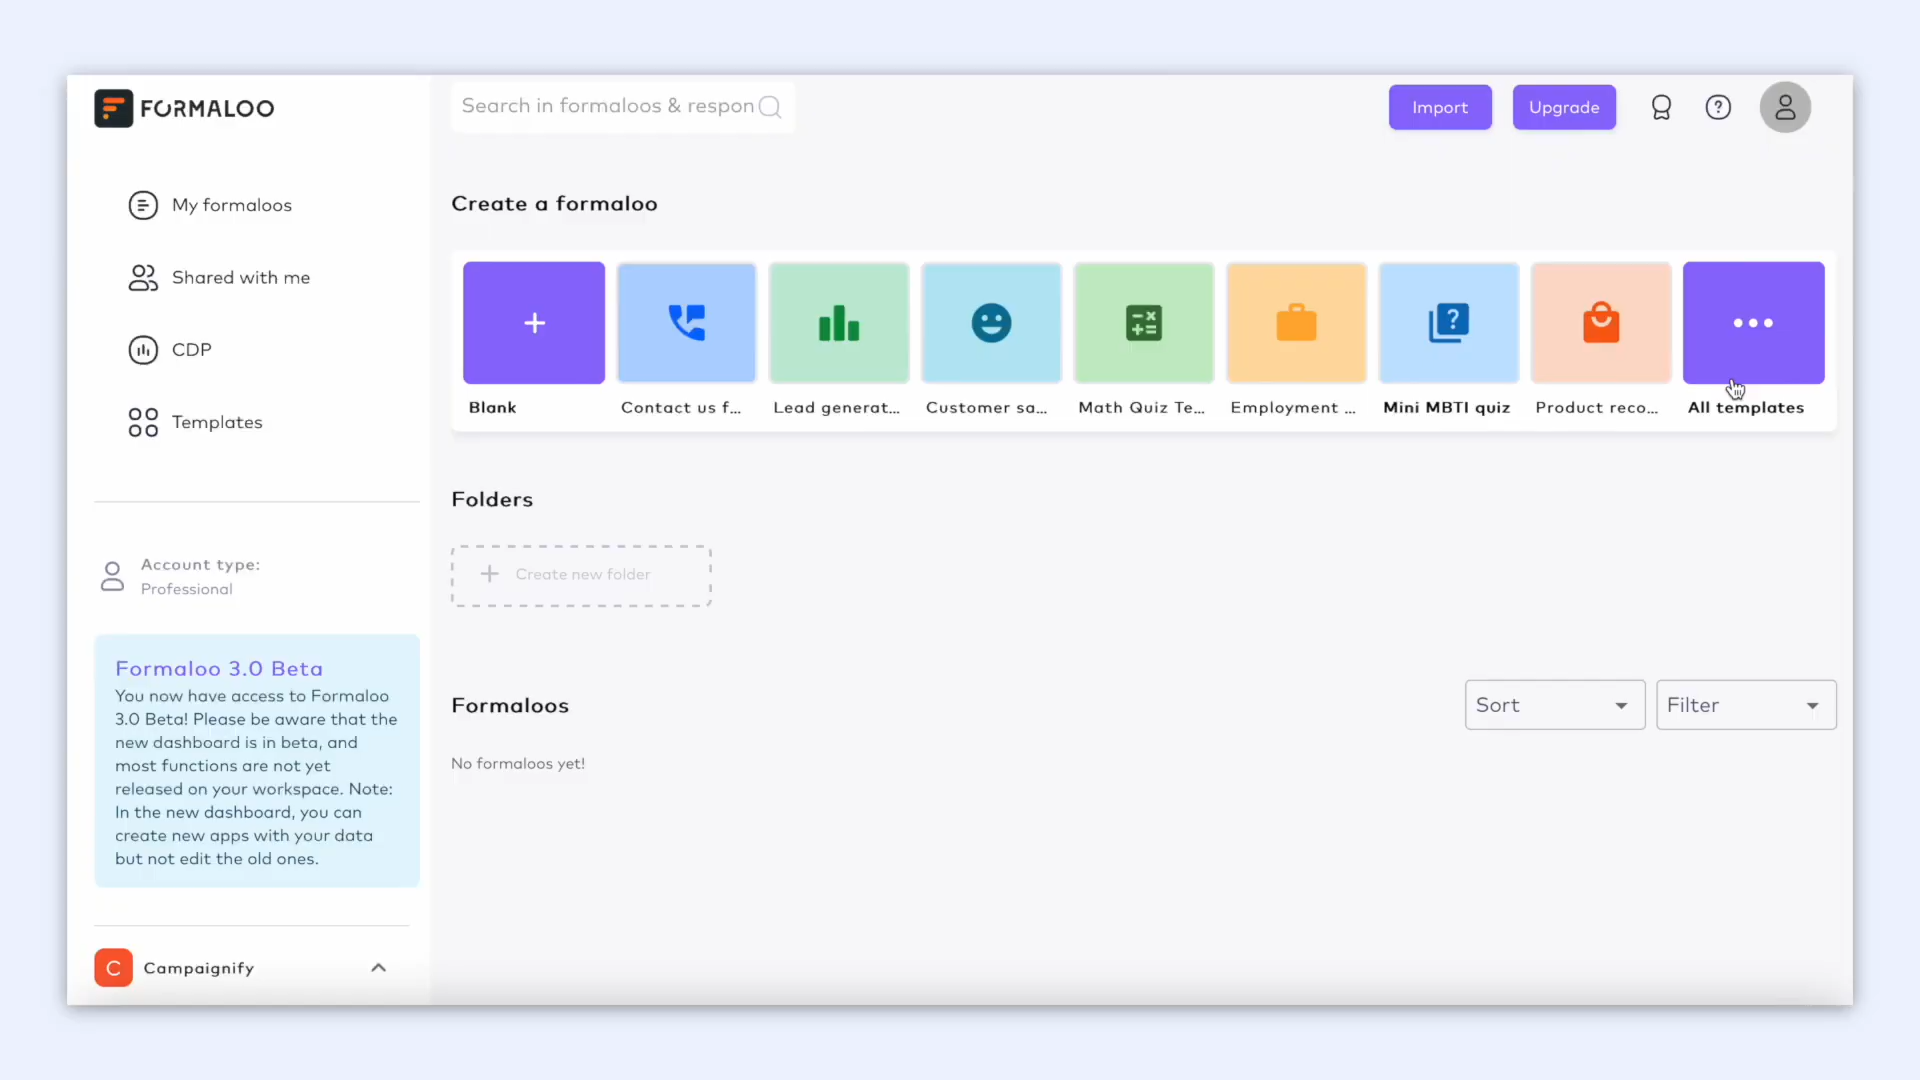 FORMALOO
Search in formaloos & respon
Import
Upgrade
My formaloos
Shared with me
CDP
Templates
Create a formaloo
Blank
Contact us f...
Lead generat...
Customer sa...
Math Quiz Te...
Employment ...
Mini MBTI quiz
Product reco...
All templates
Folders
Create new folder
Account type:
Professional
Formaloo 3.0 Beta
You now have access to Formaloo
3.0 Beta! Please be aware that the
new dashboard is in beta, and
most functions are not yet
released on your workspace. Note:
In the new dashboard, you can
create new apps with your data
but not edit the old ones.
Formaloos
Sort
Filter
No formaloos yet!
C
Campaignify